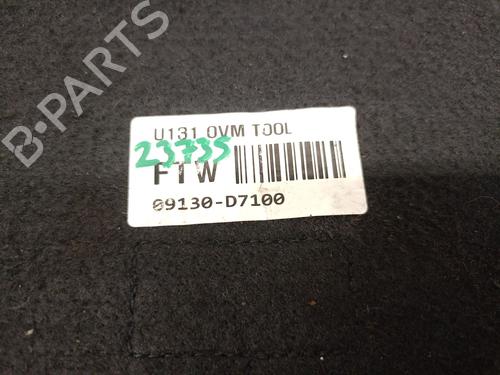 B-PARTS
U131 OVM TOOL
23735
FTW
09130-D7100